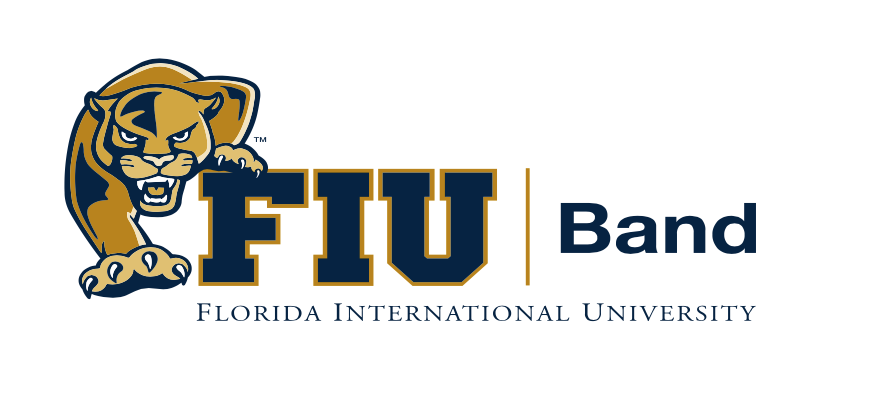 ™
FIU
Band
Florida International University